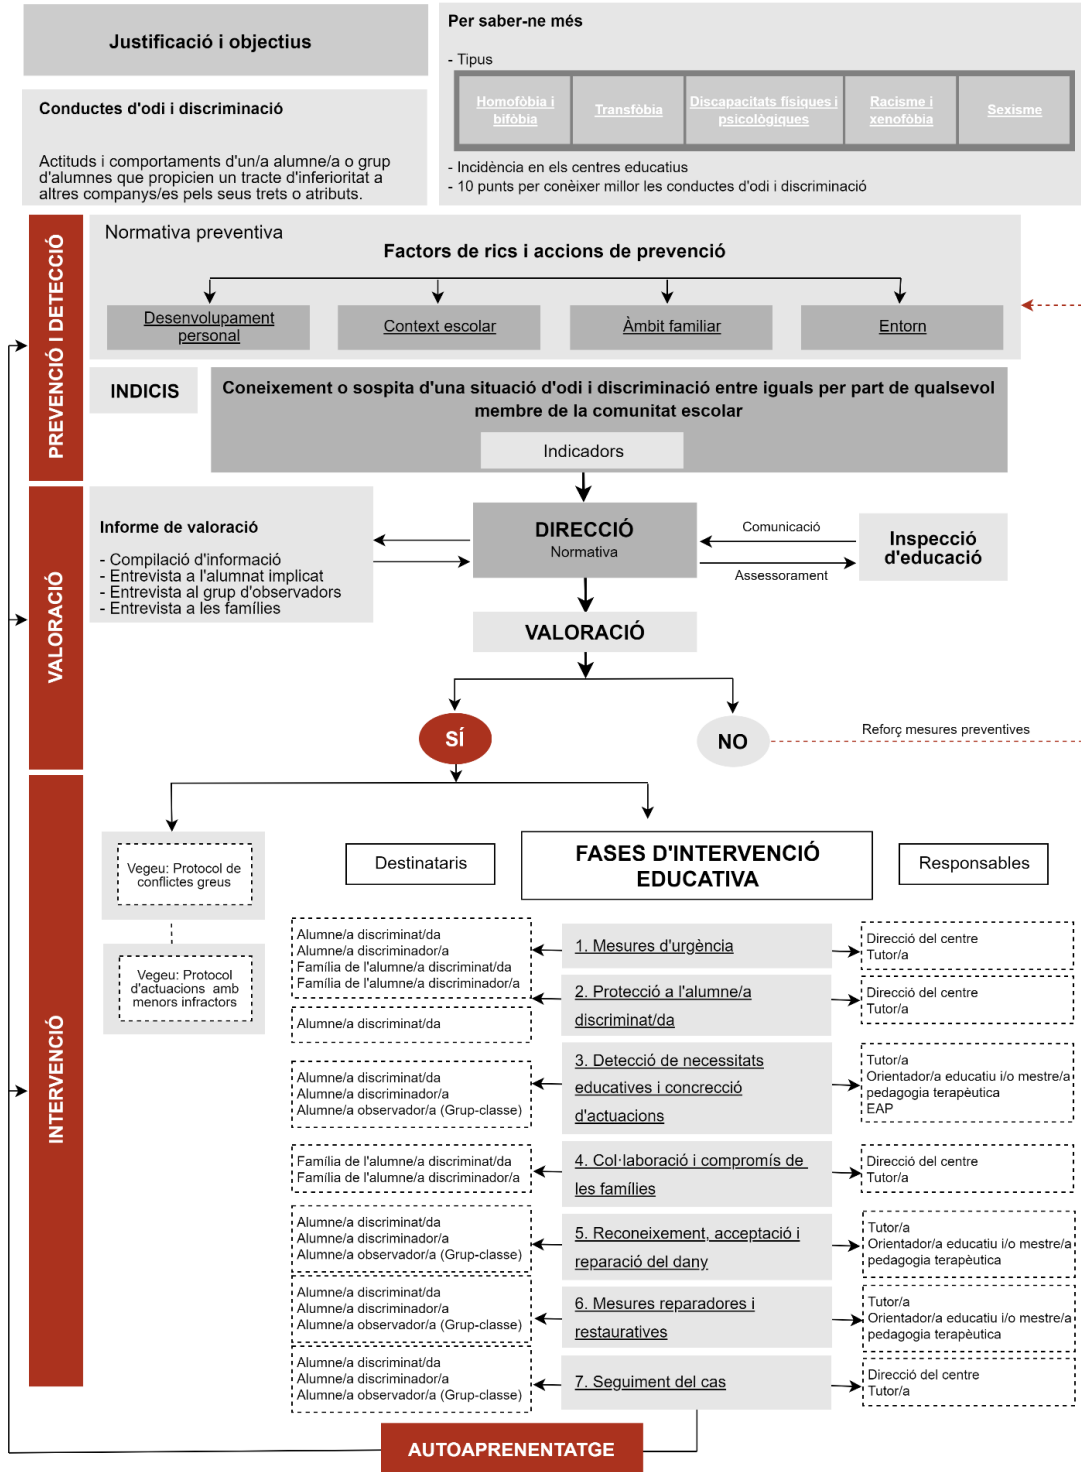 Justificació i objectius
Conductes d'odi i discriminació
Actituds i comportaments d'un/a alumne/a o grup
d'alumnes que propicien un tracte d'inferioritat a
altres companys/es pels seus trets o atributs.
Per saber-ne més
- Tipus
Homofòbia i
bifòbia
Transfòbia
Discapacitats físiques i
psicològiques
Racisme i
xenofòbia
Sexisme
- Incidència en els centres educatius
- 10 punts per conèixer millor les conductes d'odi i discriminació
PREVENCIÓ I DETECCIÓ
Normativa preventiva
Factors de rics i accions de prevenció
Desenvolupament
personal
Context escolar
Àmbit familiar
Entorn
INDICIS
Coneixement o sospita d'una situació d'odi i discriminació entre iguals per part de qualsevol
membre de la comunitat escolar
Indicadors
VALORACIÓ
Informe de valoració
- Compilació d'informació
- Entrevista a l'alumnat implicat
- Entrevista al grup d'observadors
- Entrevista a les famílies
DIRECCIÓ
Normativa
Comunicació
Assessorament
Inspecció
d'educació
VALORACIÓ
SÍ
NO
Reforç mesures preventives
INTERVENCIÓ
Vegeu: Protocol de
conflictes greus
Vegeu: Protocol
d'actuacions amb
menors infractors
Destinataris
FASES D'INTERVENCIÓ
EDUCATIVA
Responsables
Alumne/a discriminat/da
Alumne/a discriminador/a
Família de l'alumne/a discriminat/da
Família de l'alumne/a discriminador/a
1. Mesures d'urgència
Direcció del centre
Tutor/a
Alumne/a discriminat/da
2. Protecció a l'alumne/a
discriminat/da
Direcció del centre
Tutor/a
Alumne/a discriminat/da
Alumne/a discriminador/a
Alumne/a observador/a (Grup-classe)
3. Detecció de necessitats
educatives i concrecció
d'actuacions
Tutor/a
Orientador/a educatiu i/o mestre/a
pedagogia terapèutica
EAP
Família de l'alumne/a discriminat/da
Família de l'alumne/a discriminador/a
4. Col·laboració i compromís de
les famílies
Direcció del centre
Tutor/a
Alumne/a discriminat/da
Alumne/a discriminador/a
Alumne/a observador/a (Grup-classe)
5. Reconeixement, acceptació i
reparació del dany
Tutor/a
Orientador/a educatiu i/o mestre/a
pedagogia terapèutica
Alumne/a discriminat/da
Alumne/a discriminador/a
Alumne/a observador/a (Grup-classe)
6. Mesures reparadores i
restauratives
Tutor/a
Orientador/a educatiu i/o mestre/a
pedagogia terapèutica
Alumne/a discriminat/da
Alumne/a discriminador/a
Alumne/a observador/a (Grup-classe)
7. Seguiment del cas
Direcció del centre
Tutor/a
AUTOAPRENENTATGE